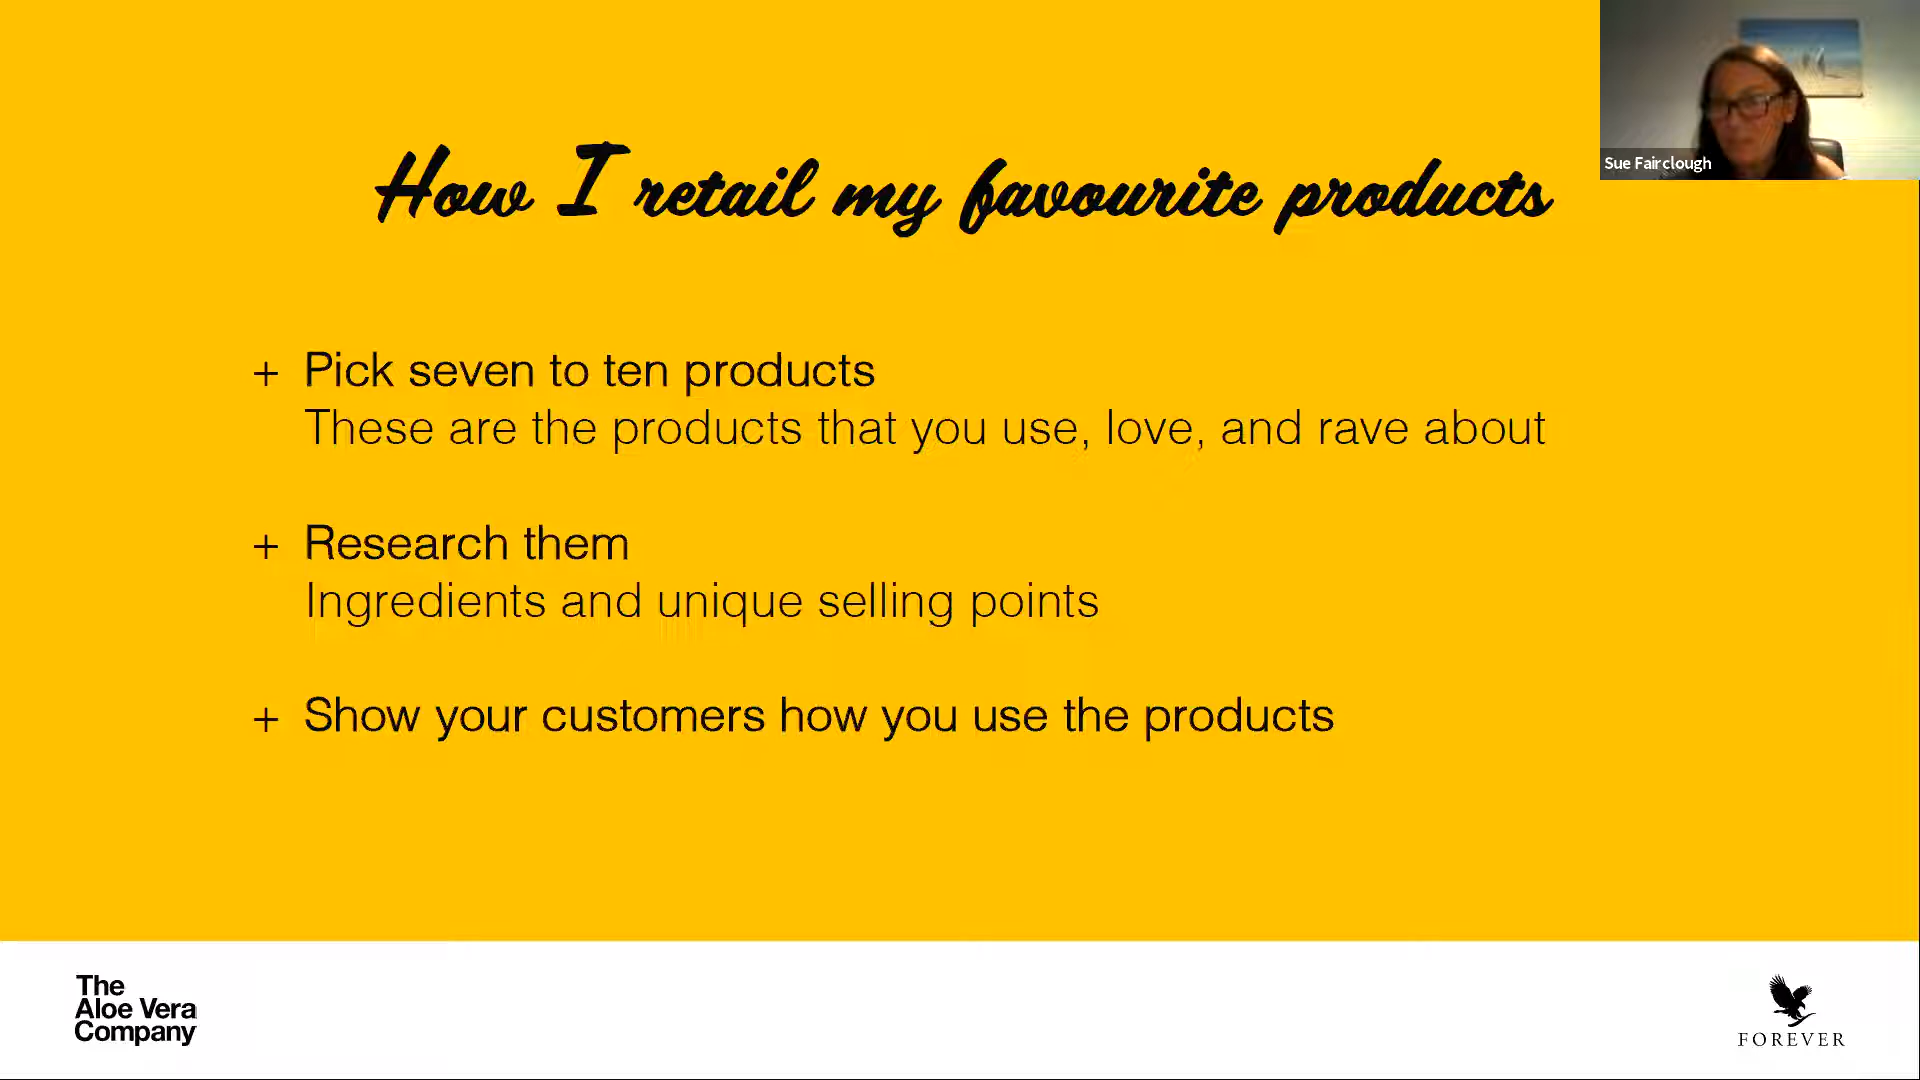 How I retail my favourite products
Sue Fairclough
+ Pick seven to ten products
These are the products that you use, love, and rave about
+ Research them
Ingredients and unique selling points
+ Show your customers how you use the products
The
Aloe Vera
Company
FOREVER